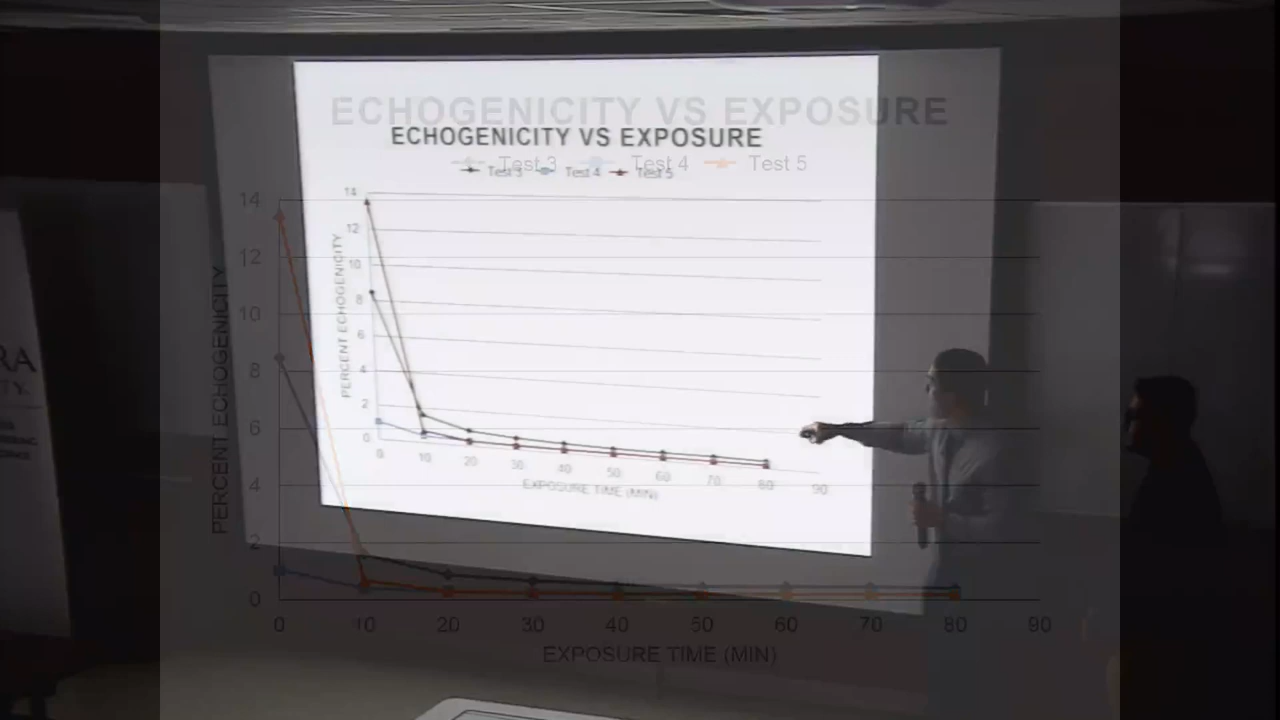 ECHOGENICITY VS EXPOSURE
Test 3 Test 4 Test 5
14
12
10
8
6
4
2
0
PERCENT ECHOGENICITY
0 10 20 30 40 50 60 70 80 90
EXPOSURE TIME (MIN)
ECHOGENICITY VS EXPOSURE
Test 3 Test 4 Test 5
14
12
10
8
6
4
2
0
PERCENT ECHOGENICITY
0 10 20 30 40 50 60 70 80 90
EXPOSURE TIME (MIN)
RA
TY.